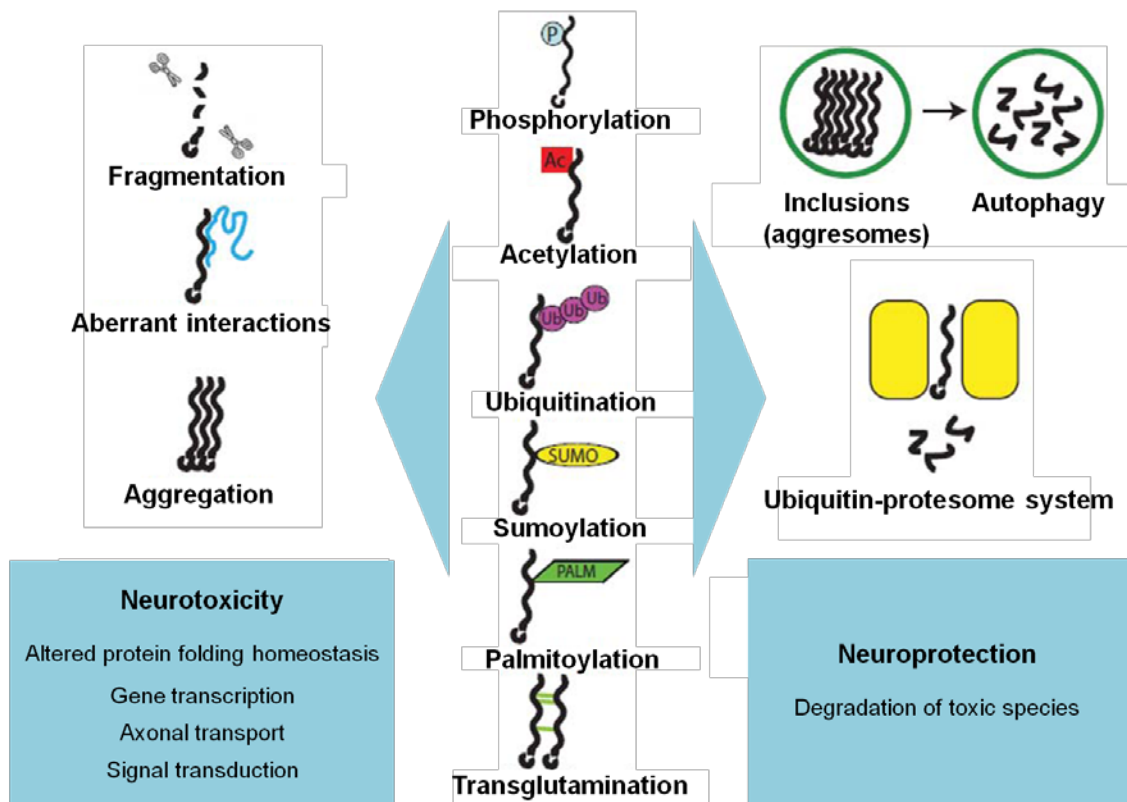 Fragmentation
Aberrant interactions
Aggregation
Neurotoxicity
Altered protein folding homeostasis
Gene transcription
Axonal transport
Signal transduction
P
Phosphorylation
Ac
Acetylation
Ub Ub Ub
Ubiquitination
SUMO
Sumoylation
PALM
Palmitoylation
Transglutamination
Inclusions
(aggresomes)
Autophagy
Ubiquitin-protesome system
Neuroprotection
Degradation of toxic species